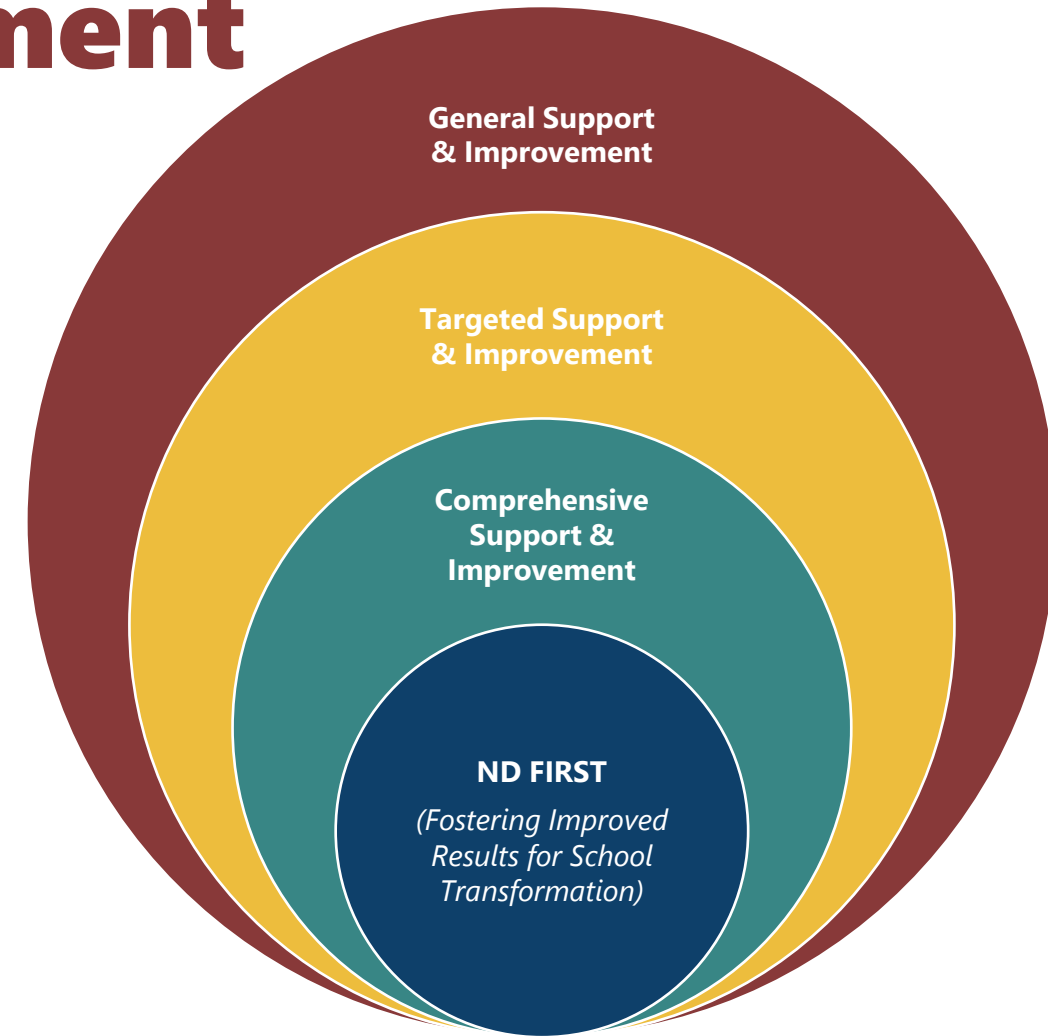 ment
General Support
& Improvement
Targeted Support
& Improvement
Comprehensive
Support &
Improvement
ND FIRST
(Fostering Improved
Results for School
Transformation)